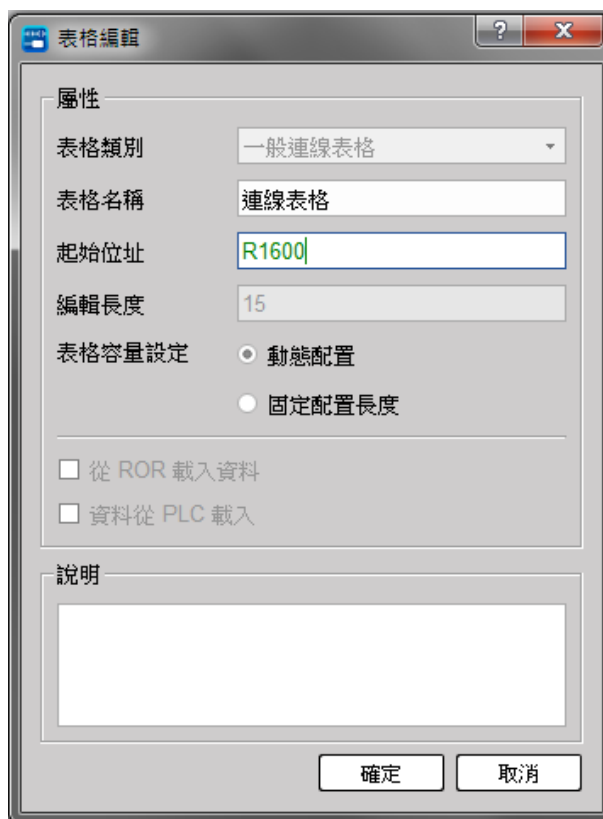 表格編輯
屬性
表格類別 一般連線表格
表格名稱 連線表格
起始位址 R1600
編輯長度 15
表格容量設定 動態配置
固定配置長度
從 ROR 載入資料
資料從 PLC 載入
說明
確定 取消